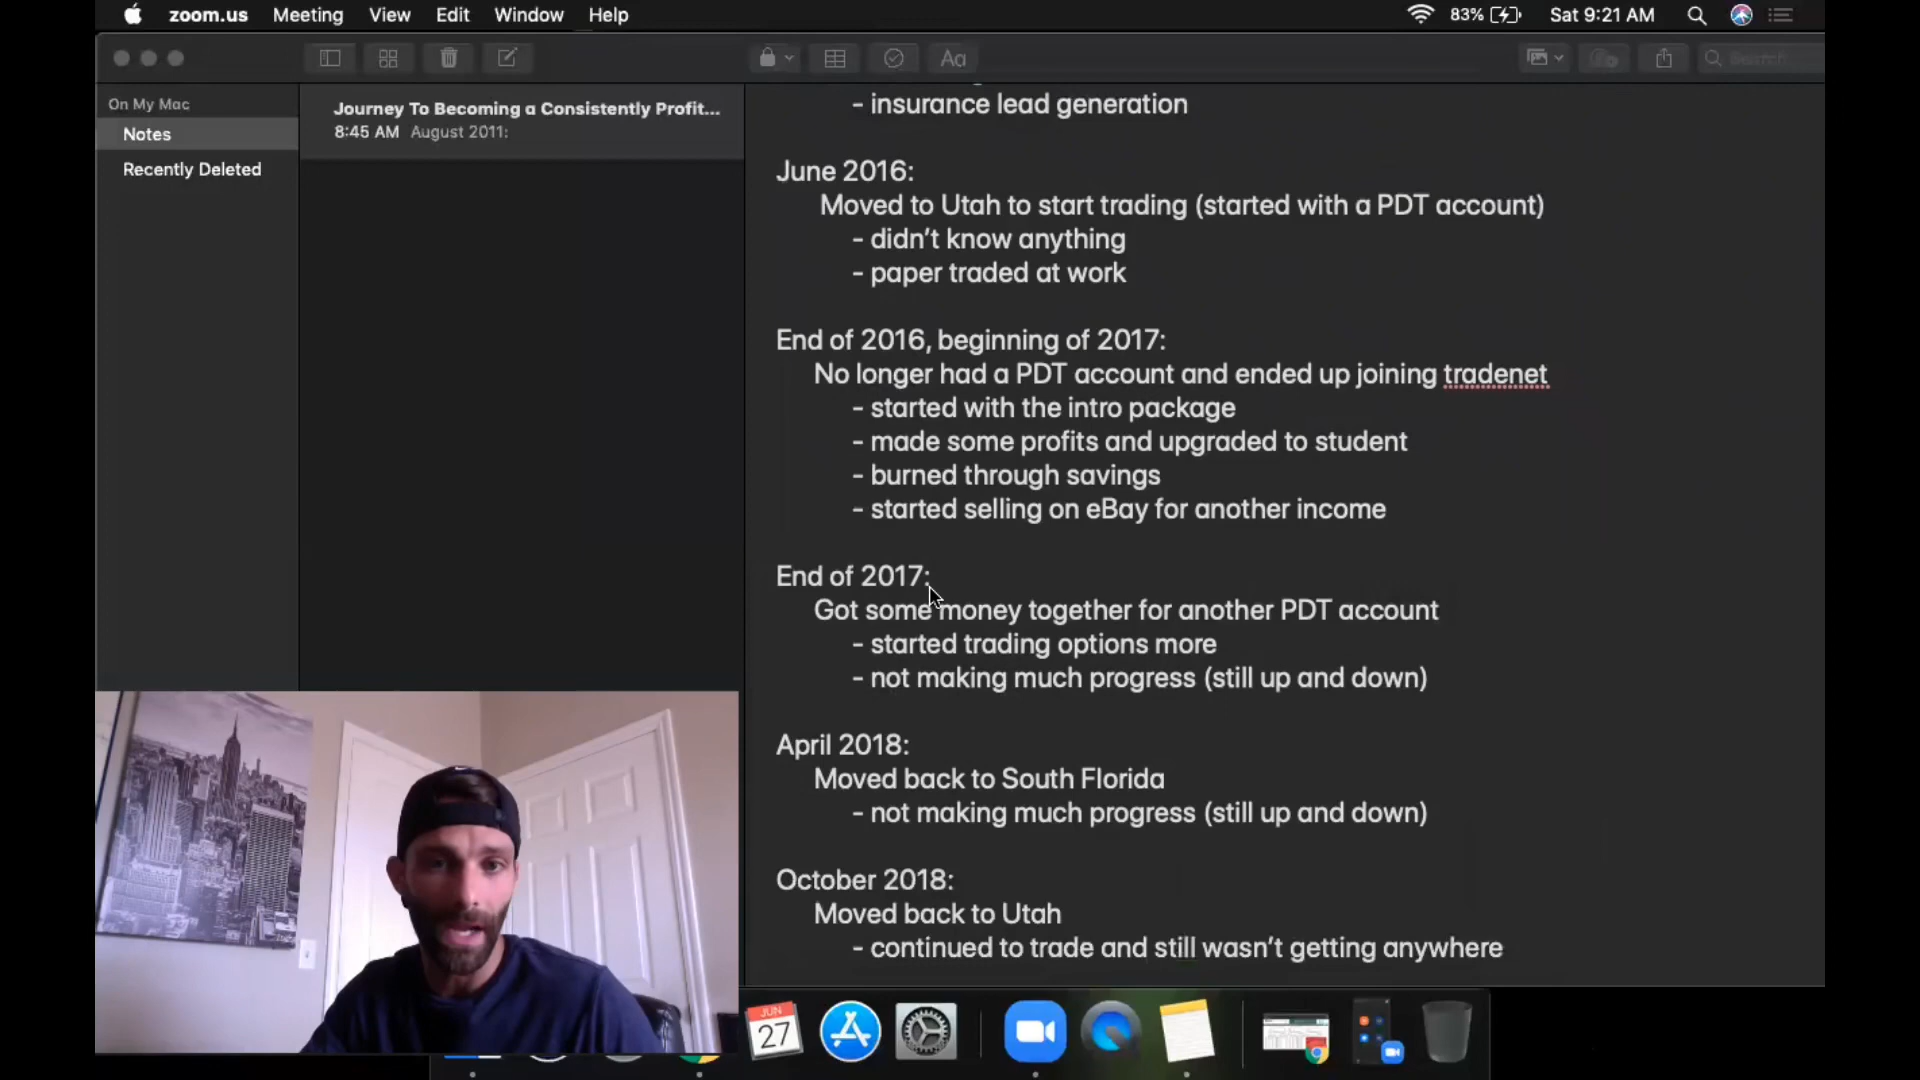 zoom.us Meeting View Edit Window Help 83% Sat 9:21 AM
Aa Search
On My Mac
Notes
Recently Deleted
Journey To Becoming a Consistently Profit...
8:45 AM August 2011:
- insurance lead generation
June 2016:
Moved to Utah to start trading (started with a PDT account)
- didn't know anything
- paper traded at work
End of 2016, beginning of 2017:
No longer had a PDT account and ended up joining tradenet
- started with the intro package
- made some profits and upgraded to student
- burned through savings
- started selling on eBay for another income
End of 2017:
Got some money together for another PDT account
- started trading options more
- not making much progress (still up and down)
April 2018:
Moved back to South Florida
- not making much progress (still up and down)
October 2018:
Moved back to Utah
- continued to trade and still wasn't getting anywhere
JUN
27